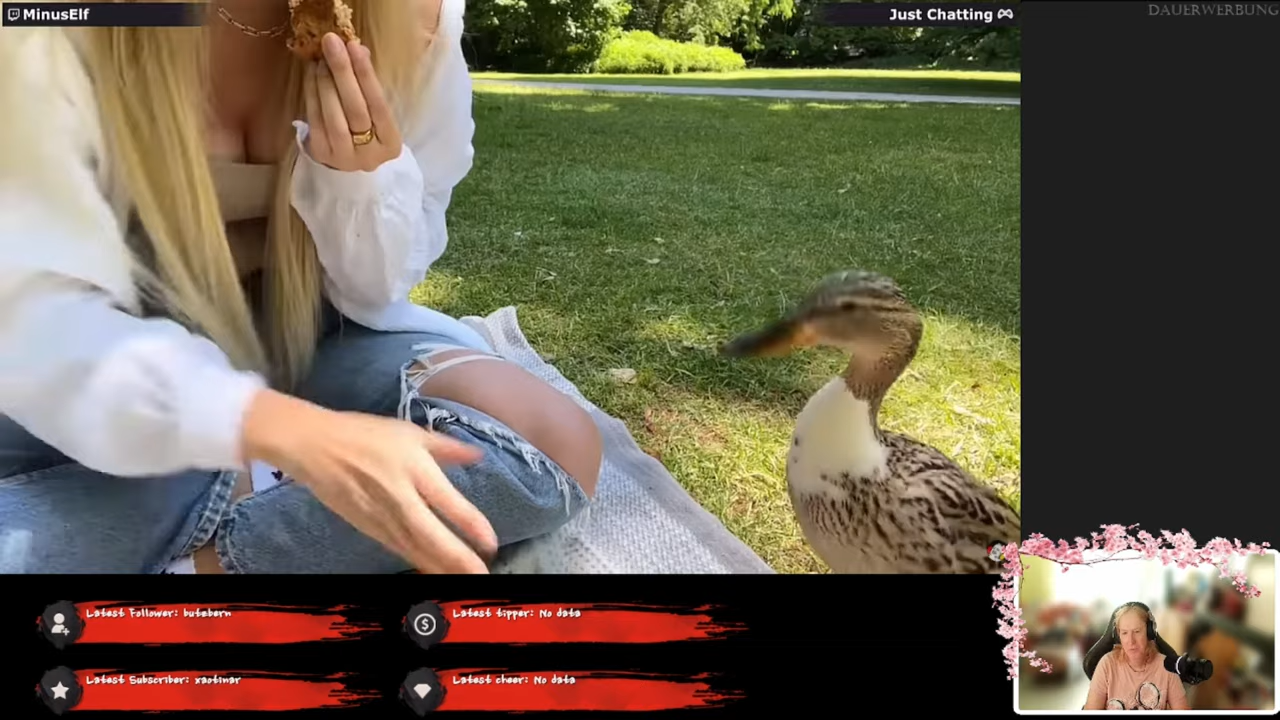 MinusElf
Just Chatting
DAUERWERBUNG
Latest Follower: butebern
Latest tipper: No data
Latest Subscriber: xaotinar
Latest cheer: No data